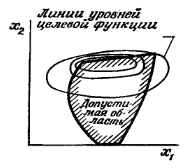 Линии уровней
целевой функции
x₂
Допусти-
мая об-
ласть
x₁